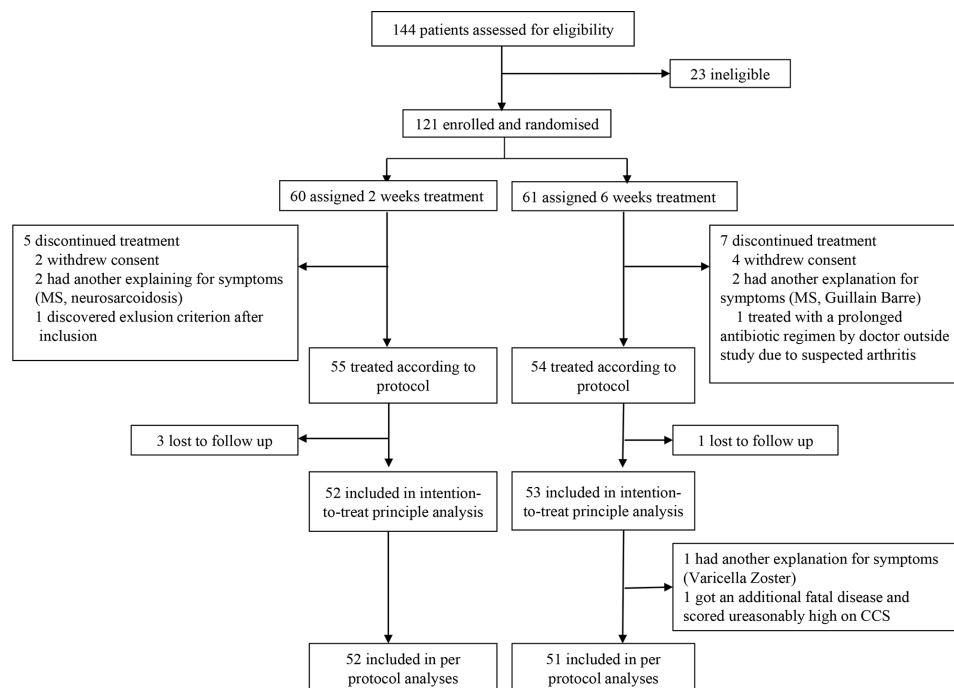 144 patients assessed for eligibility
23 ineligible
121 enrolled and randomised
60 assigned 2 weeks treatment
61 assigned 6 weeks treatment
5 discontinued treatment
2 withdrew consent
2 had another explaining for symptoms
(MS, neurosarcoidosis)
1 discovered exlusion criterion after
inclusion
7 discontinued treatment
4 withdrew consent
2 had another explanation for
symptoms (MS, Guillain Barre)
1 treated with a prolonged
antibiotic regimen by doctor outside
study due to suspected arthritis
55 treated according to
protocol
54 treated according to
protocol
3 lost to follow up
1 lost to follow up
52 included in intention-
to-treat principle analysis
53 included in intention-
to-treat principle analysis
1 had another explanation for symptoms
(Varicella Zoster)
1 got an additional fatal disease and
scored ureasonably high on CCS
52 included in per
protocol analyses
51 included in per
protocol analyses